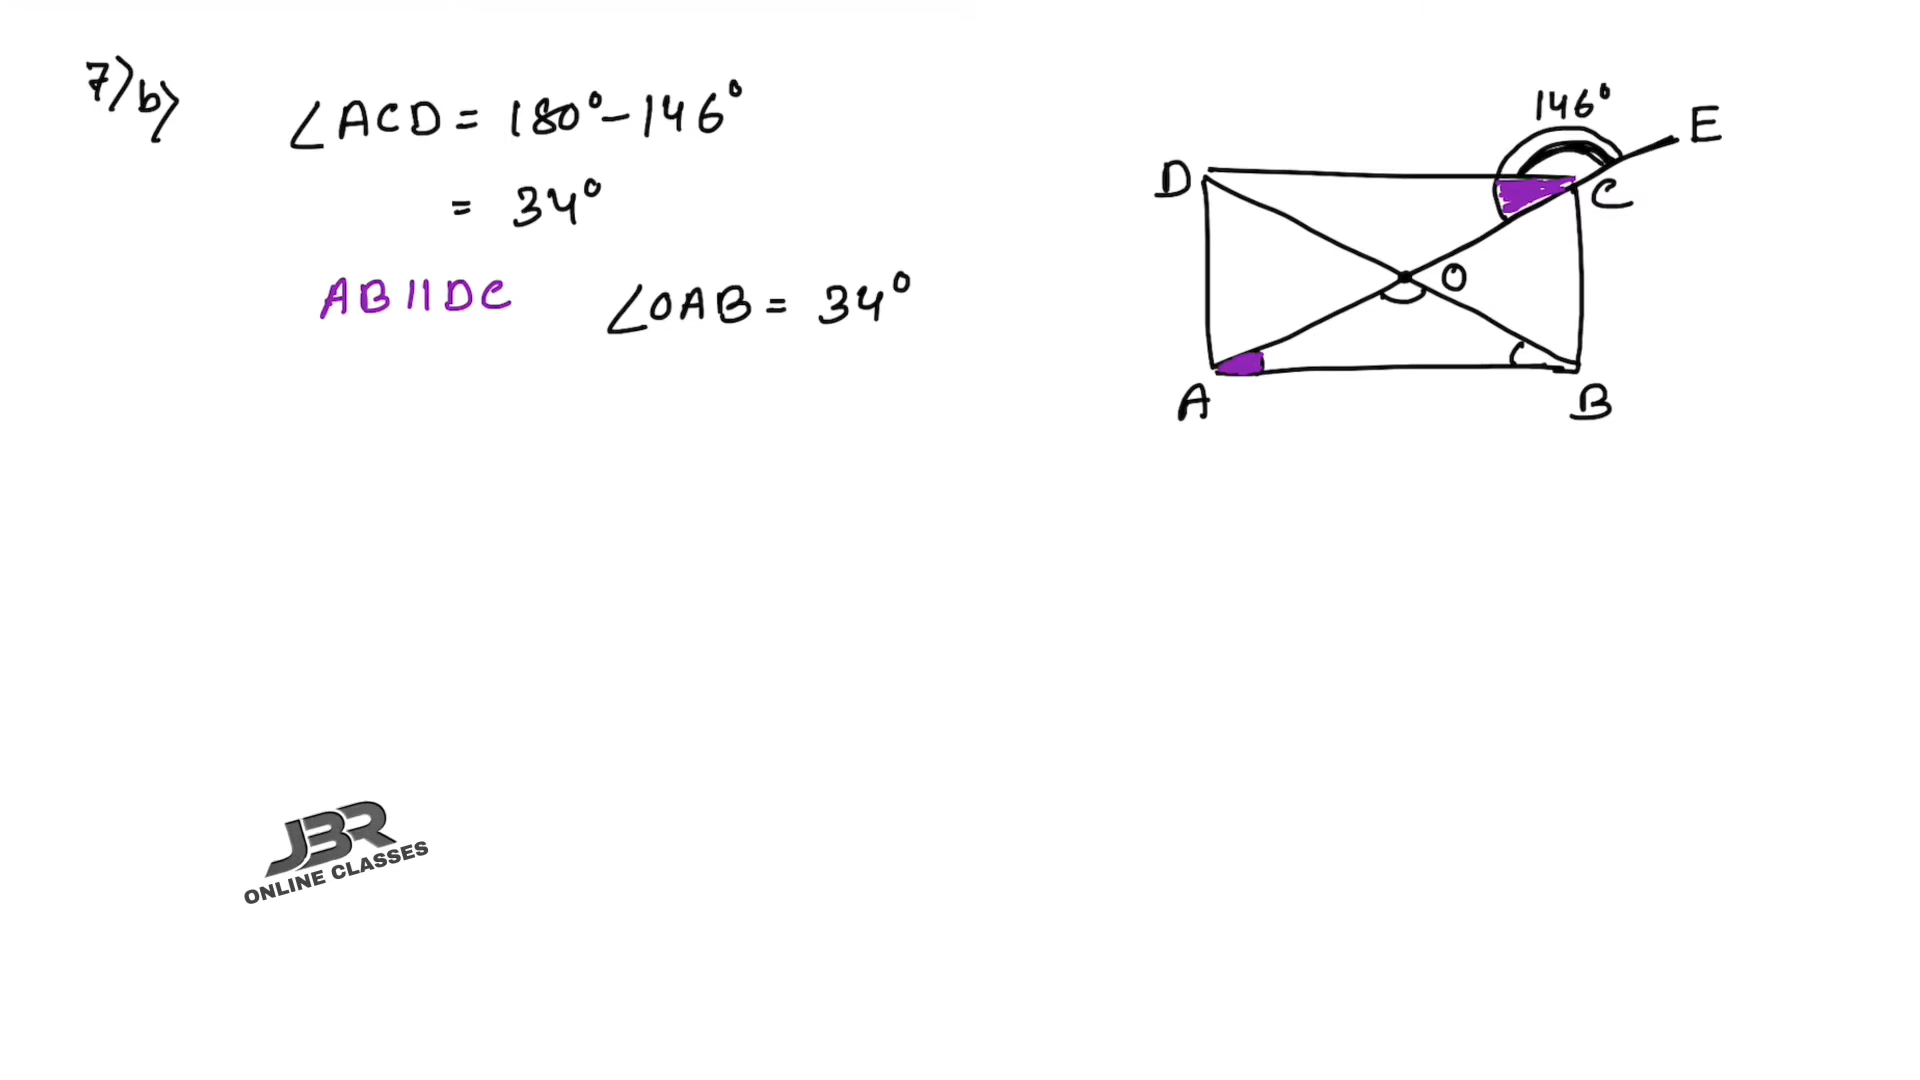 7) b)
∠ACD = 180° - 146°
= 34°
AB || DC ∠OAB = 34°
146°
E
D
C
O
A
B
JBR
ONLINE CLASSES